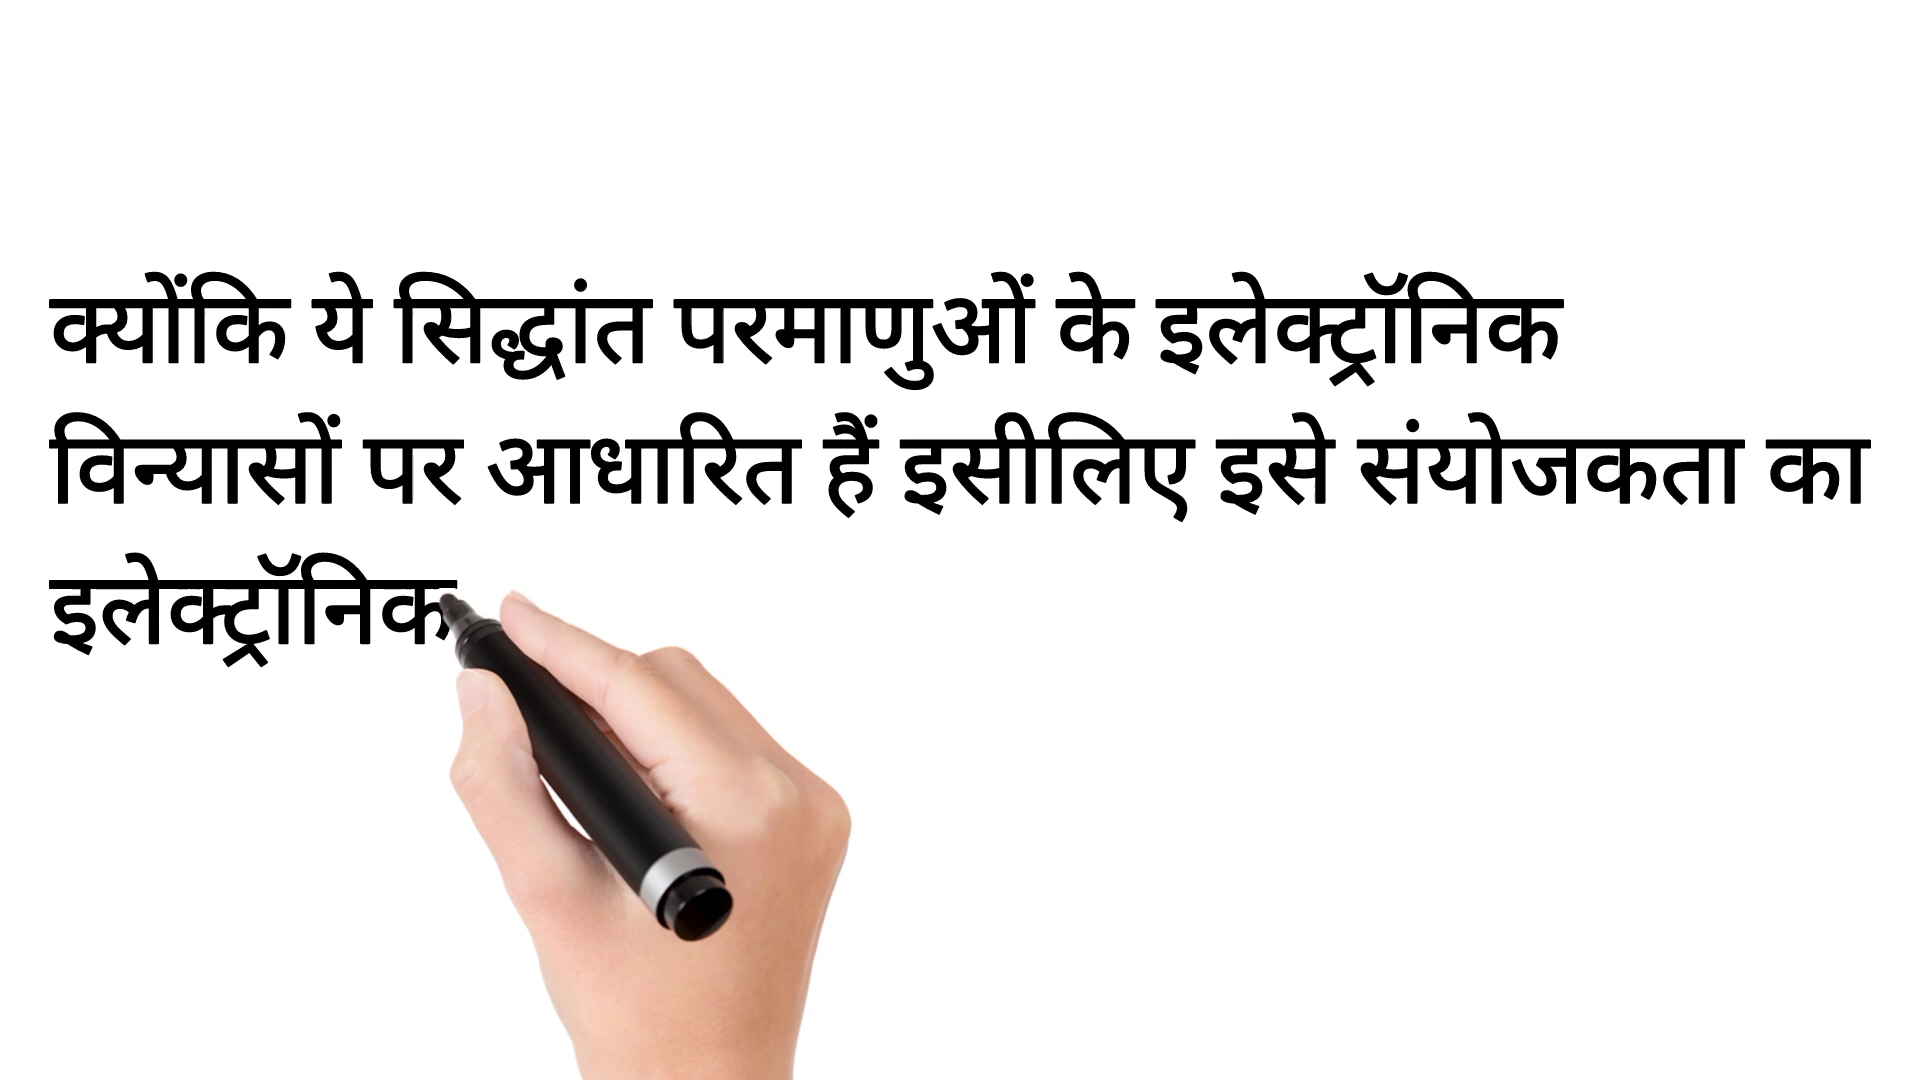 क्योंकि ये सिद्धांत परमाणुओं के इलेक्ट्रॉनिक
विन्यासों पर आधारित हैं इसीलिए इसे संयोजकता का
इलेक्ट्रॉनिक